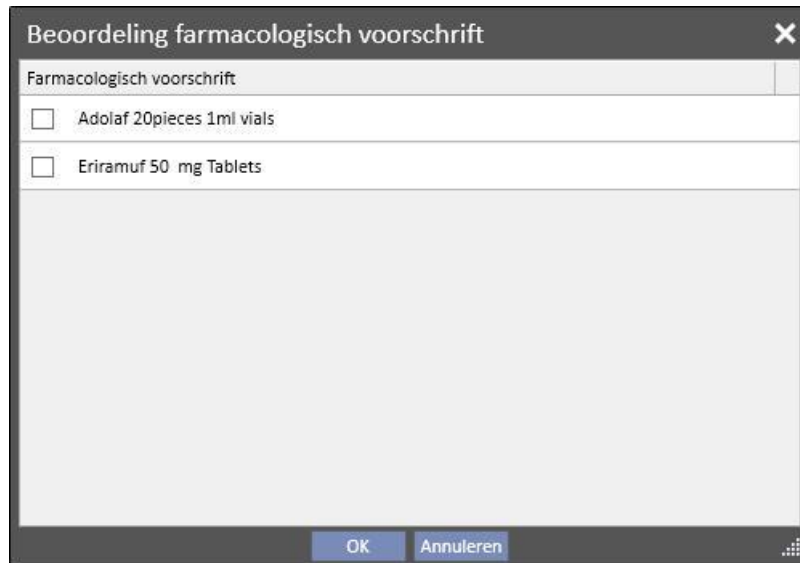 Beoordeling farmacologisch voorschrift
Farmacologisch voorschrift
Adolaf 20pieces 1ml vials
Eriramuf 50 mg Tablets
OK Annuleren